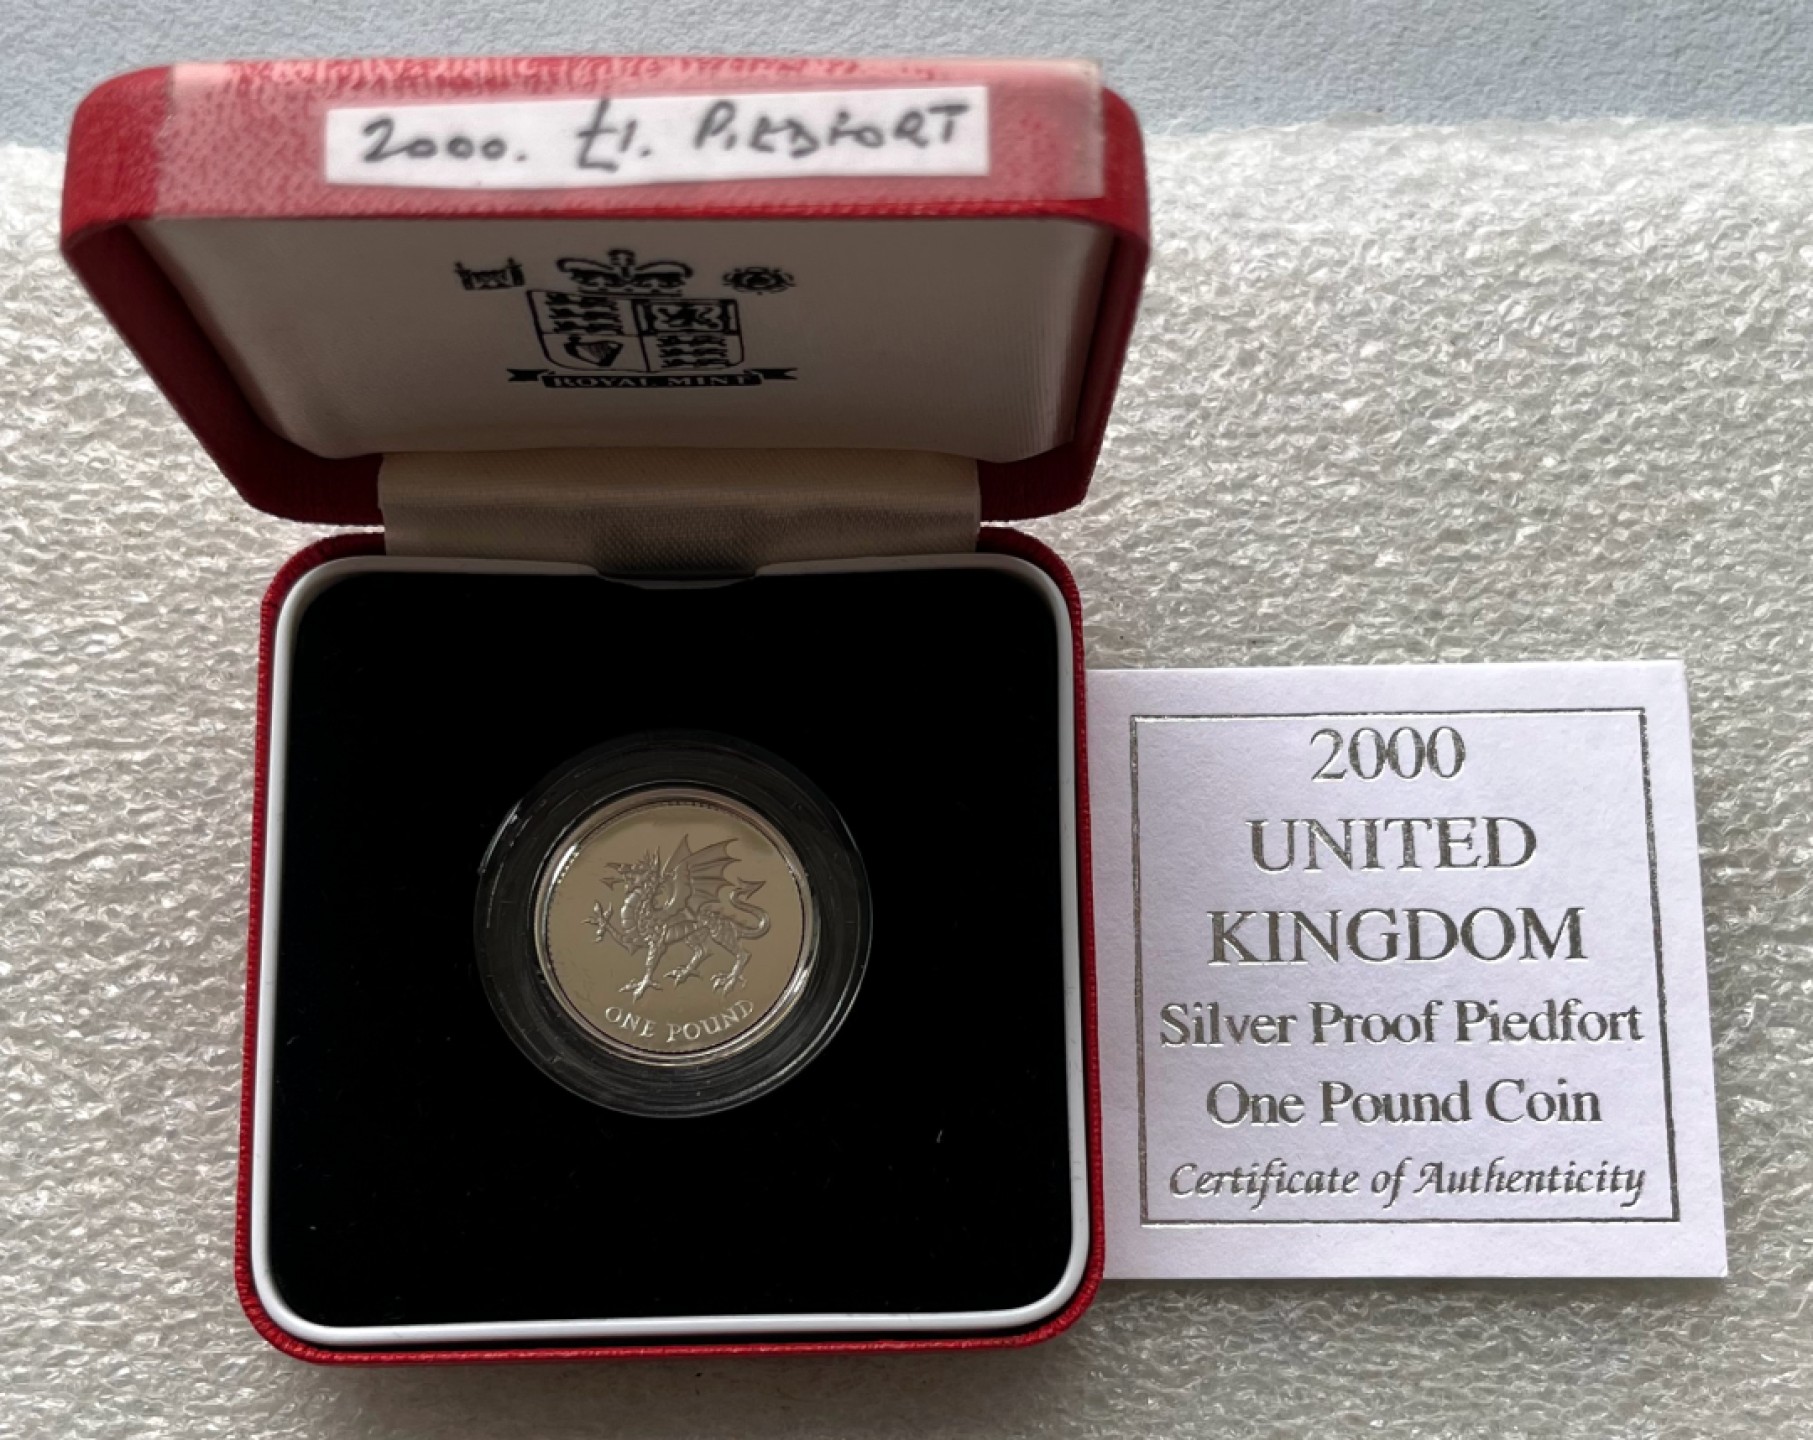 2000. £1. PIEDFORT
ROYAL MINT
ONE POUND
2000
UNITED
KINGDOM
Silver Proof Piedfort
One Pound Coin
Certificate of Authenticity